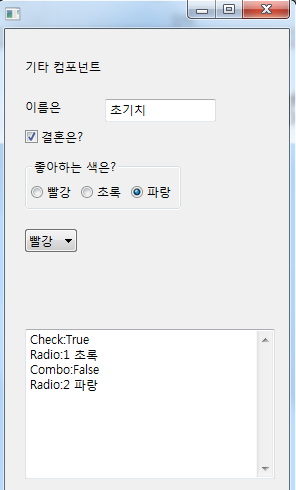 기타 컴포넌트
이름은 초기치
결혼은?
좋아하는 색은?
빨강 초록 파랑
빨강
Check:True
Radio:1 초록
Combo:False
Radio:2 파랑